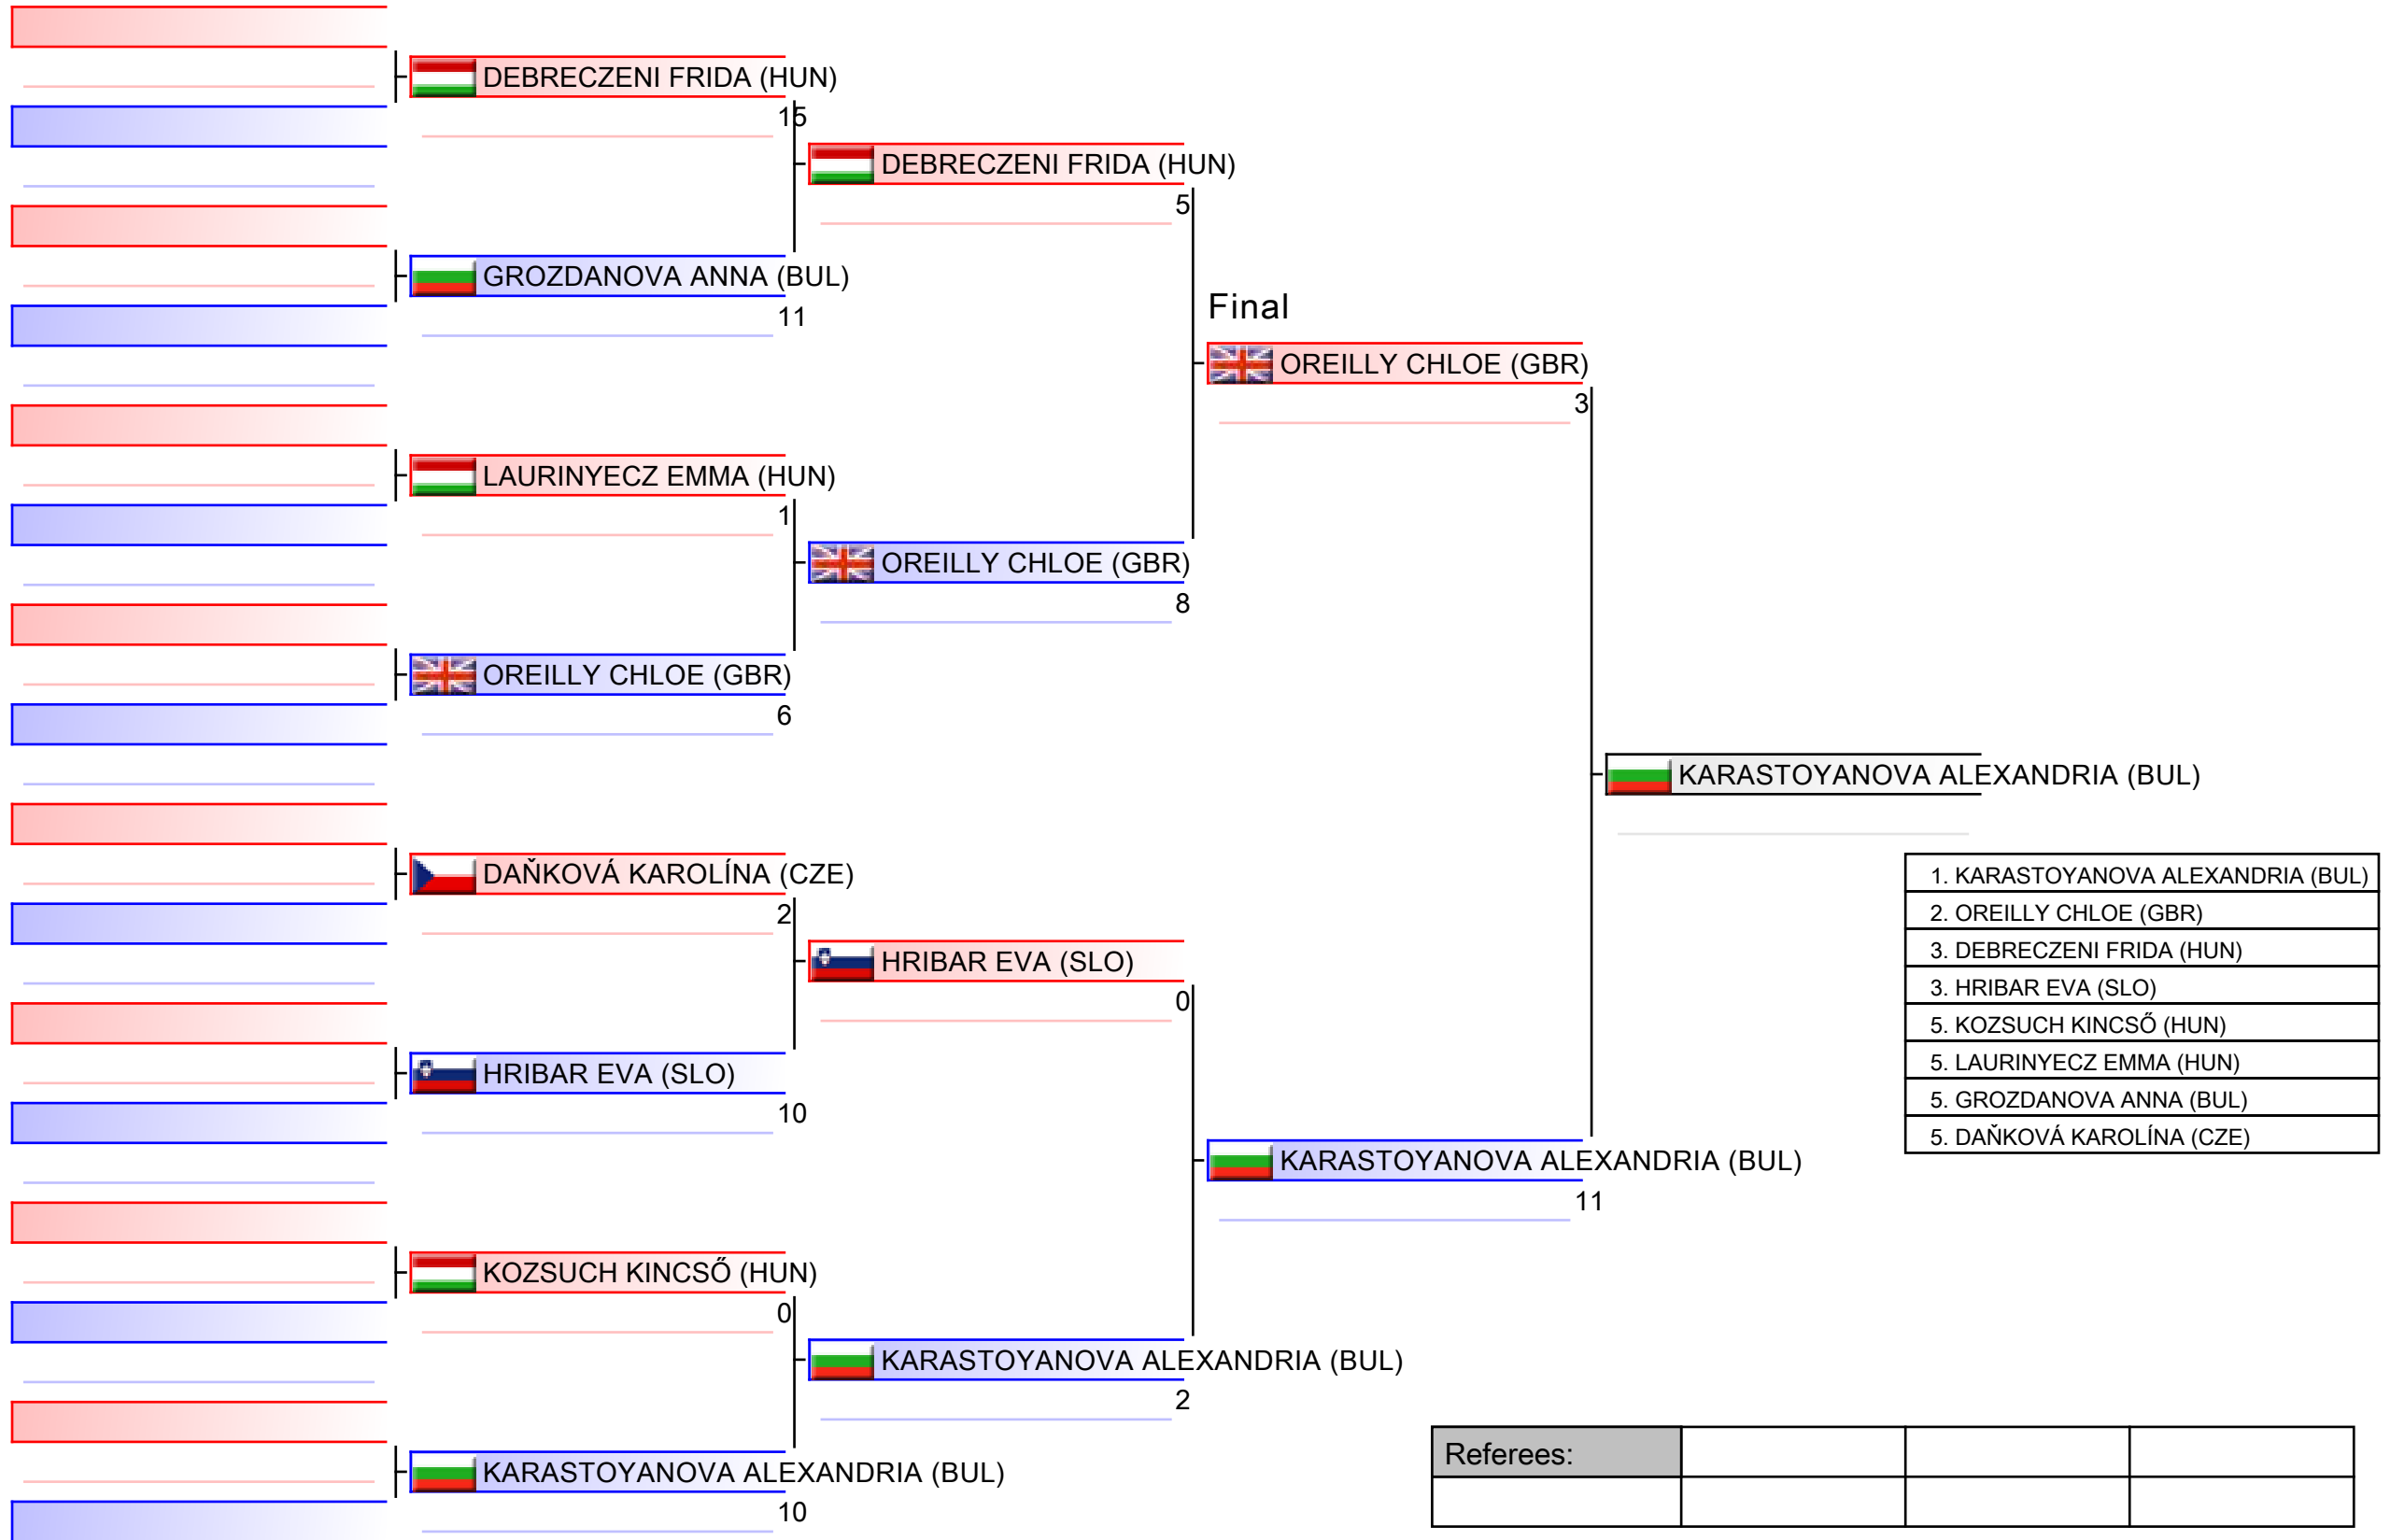 DEBRECZENI FRIDA (HUN)
15
GROZDANOVA ANNA (BUL)
11
LAURINYECZ EMMA (HUN)
1
OREILLY CHLOE (GBR)
6
DAŇKOVÁ KAROLÍNA (CZE)
2
HRIBAR EVA (SLO)
10
KOZSUCH KINCSŐ (HUN)
0
KARASTOYANOVA ALEXANDRIA (BUL)
10
DEBRECZENI FRIDA (HUN)
5
OREILLY CHLOE (GBR)
8
HRIBAR EVA (SLO)
0
KARASTOYANOVA ALEXANDRIA (BUL)
2
Final
OREILLY CHLOE (GBR)
3
KARASTOYANOVA ALEXANDRIA (BUL)
11
KARASTOYANOVA ALEXANDRIA (BUL)
1. KARASTOYANOVA ALEXANDRIA (BUL)
2. OREILLY CHLOE (GBR)
3. DEBRECZENI FRIDA (HUN)
3. HRIBAR EVA (SLO)
5. KOZSUCH KINCSŐ (HUN)
5. LAURINYECZ EMMA (HUN)
5. GROZDANOVA ANNA (BUL)
5. DAŇKOVÁ KAROLÍNA (CZE)
Referees: